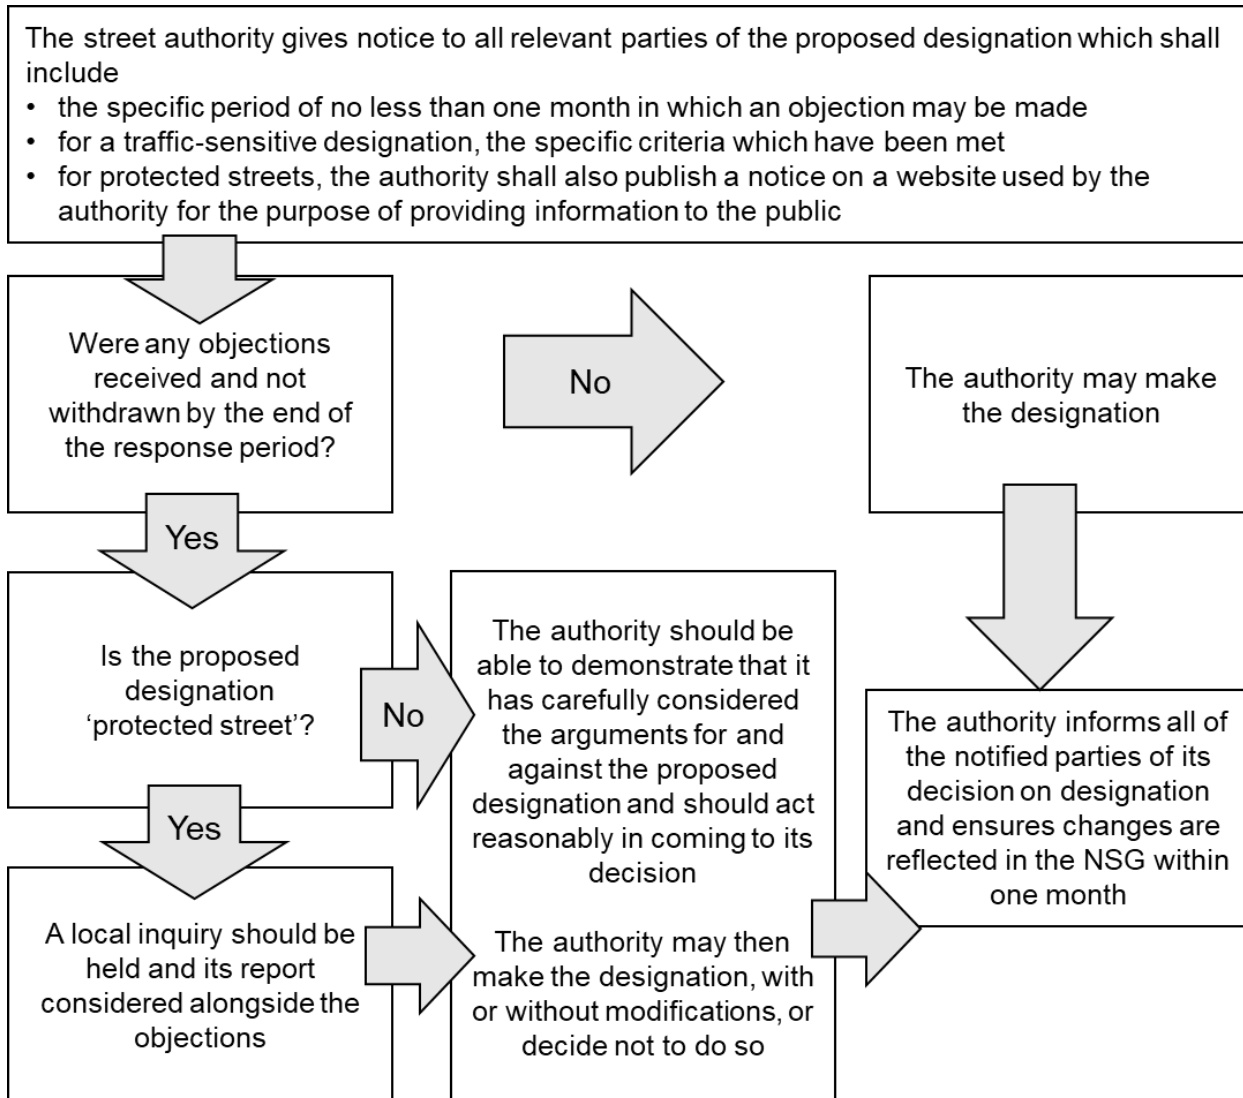 The street authority gives notice to all relevant parties of the proposed designation which shall
include
• the specific period of no less than one month in which an objection may be made
• for a traffic-sensitive designation, the specific criteria which have been met
• for protected streets, the authority shall also publish a notice on a website used by the
authority for the purpose of providing information to the public
Were any objections
received and not
withdrawn by the end of
the response period?
No
The authority may make
the designation
Yes
Is the proposed
designation
‘protected street’?
No
The authority should be
able to demonstrate that it
has carefully considered
the arguments for and
against the proposed
designation and should act
reasonably in coming to its
decision
The authority may then
make the designation, with
or without modifications, or
decide not to do so
The authority informs all of
the notified parties of its
decision on designation
and ensures changes are
reflected in the NSG within
one month
Yes
A local inquiry should be
held and its report
considered alongside the
objections